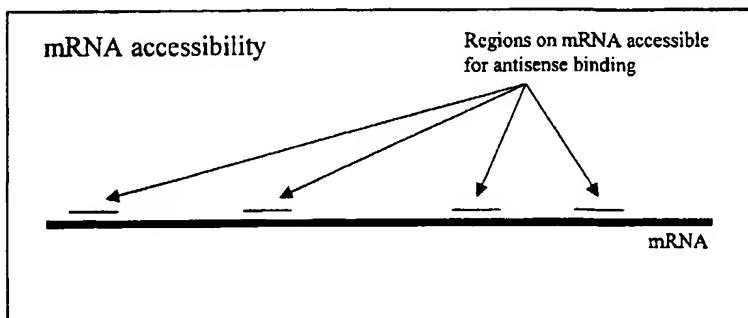 mRNA accessibility
Regions on mRNA accessible
for antisense binding
mRNA